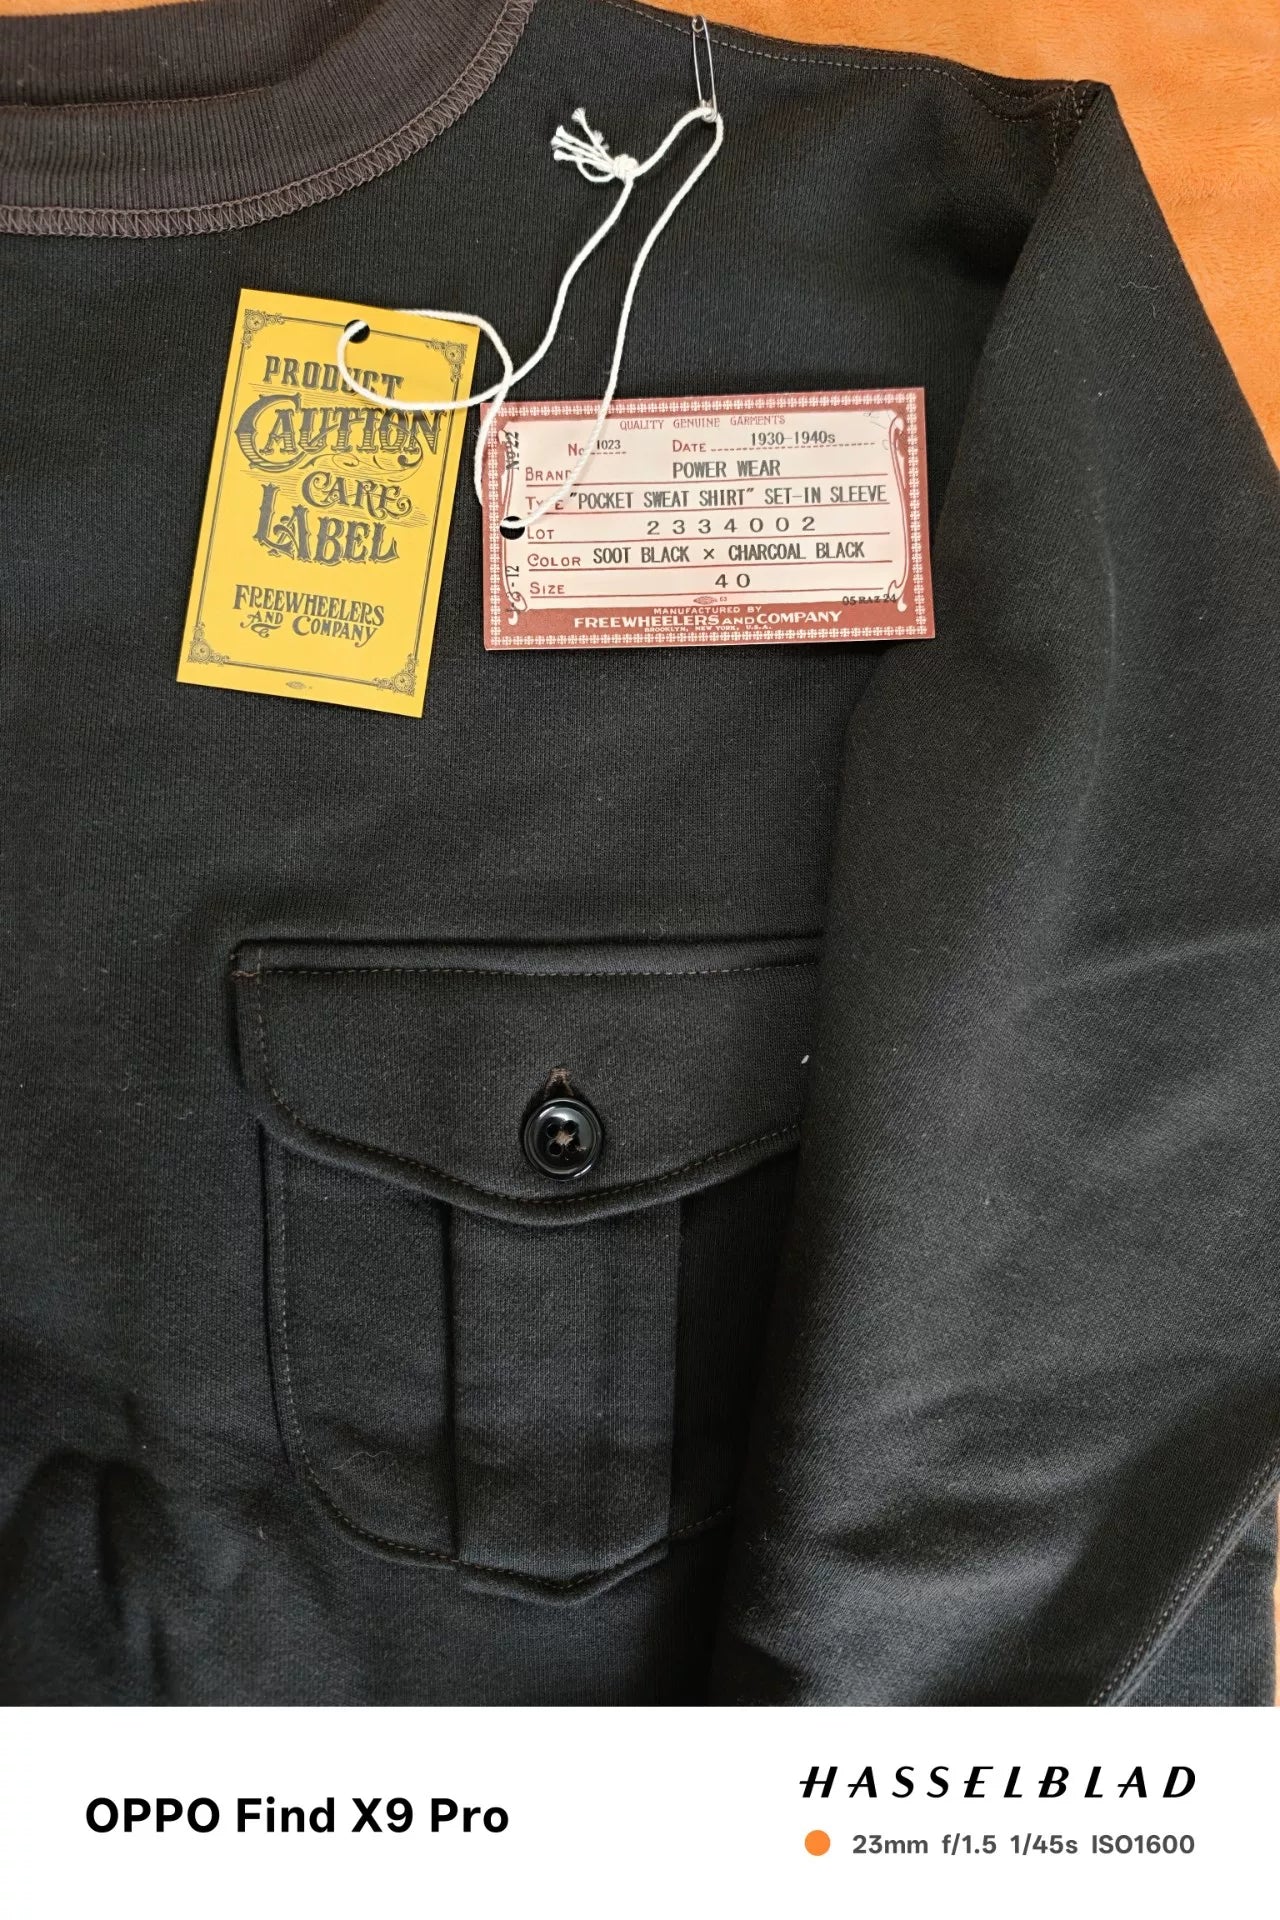 PRODUCT
CAUTION
CARE
LABEL
FREEWHEELERS
AND COMPANY
QUALITY GENUINE GARMENTS
No. 1023 DATE 1930-1940s
BRAND POWER WEAR
TYPE "POCKET SWEAT SHIRT" SET-IN SLEEVE
LOT 2334002
COLOR SOOT BLACK × CHARCOAL BLACK
SIZE 40
MANUFACTURED BY
FREEWHEELERS AND COMPANY
BROOKLYN, NEW YORK, U.S.A.
No 22
OPPO Find X9 Pro
HASSELBLAD
23mm f/1.5 1/45s ISO1600